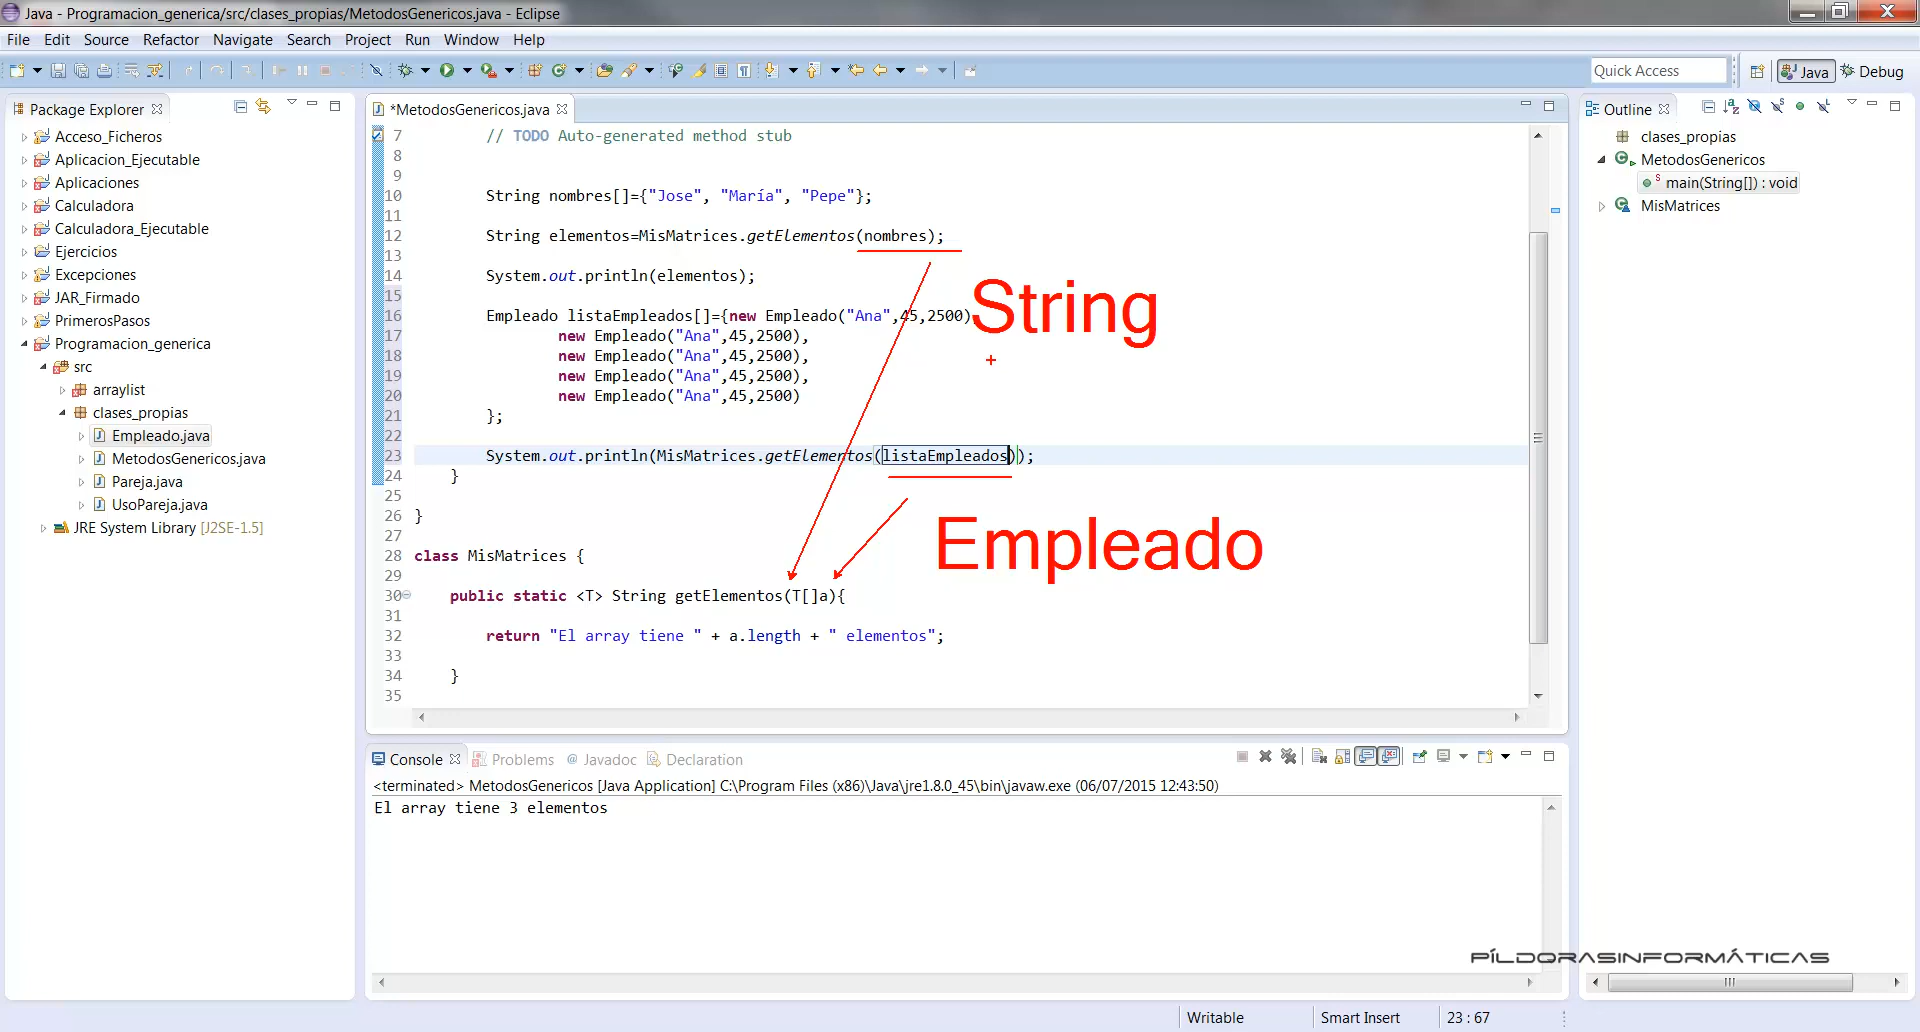 Java - Programacion_generica/src/clases_propias/MetodosGenericos.java - Eclipse
File Edit Source Refactor Navigate Search Project Run Window Help
Quick Access
Java
Debug
Package Explorer
Acceso_Ficheros
Aplicacion_Ejecutable
Aplicaciones
Calculadora
Calculadora_Ejecutable
Ejercicios
Excepciones
JAR_Firmado
PrimerosPasos
Programacion_generica
src
arraylist
clases_propias
Empleado.java
MetodosGenericos.java
Pareja.java
UsoPareja.java
JRE System Library [J2SE-1.5]
*MetodosGenericos.java
7 // TODO Auto-generated method stub
8
9
10 String nombres[]={"Jose", "María", "Pepe"};
11
12 String elementos=MisMatrices.getElementos(nombres);
13
14 System.out.println(elementos);
15
16 Empleado listaEmpleados[]={new Empleado("Ana",45,2500)
17 new Empleado("Ana",45,2500),
18 new Empleado("Ana",45,2500),
19 new Empleado("Ana",45,2500),
20 new Empleado("Ana",45,2500)
21 };
22
23 System.out.println(MisMatrices.getElementos(listaEmpleados));
24 }
25
26 }
27
28 class MisMatrices {
29
30 public static <T> String getElementos(T[]a){
31
32 return "El array tiene " + a.length + " elementos";
33
34 }
35
String
Empleado
Outline
clases_propias
MetodosGenericos
main(String[]) : void
MisMatrices
Console Problems @ Javadoc Declaration
<terminated> MetodosGenericos [Java Application] C:\Program Files (x86)\Java\jre1.8.0_45\bin\javaw.exe (06/07/2015 12:43:50)
El array tiene 3 elementos
PÍLDORASINFORMÁTICAS
Writable Smart Insert 23 : 67